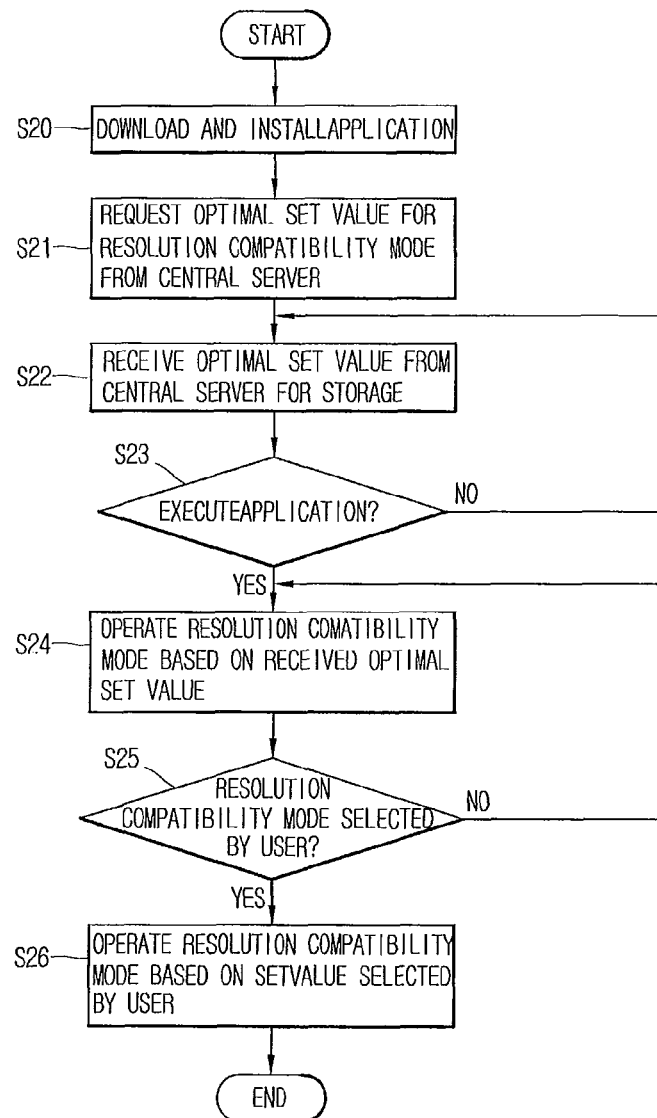 START
S20
DOWNLOAD AND INSTALLAPPLICATION
S21
REQUEST OPTIMAL SET VALUE FOR
RESOLUTION COMPATIBILITY MODE
FROM CENTRAL SERVER
S22
RECEIVE OPTIMAL SET VALUE FROM
CENTRAL SERVER FOR STORAGE
S23
EXECUTEAPPLICATION?
NO
YES
S24
OPERATE RESOLUTION COMATIBILITY
MODE BASED ON RECEIVED OPTIMAL
SET VALUE
S25
RESOLUTION
COMPATIBILITY MODE SELECTED
BY USER?
NO
YES
S26
OPERATE RESOLUTION COMPATIBILITY
MODE BASED ON SETVALUE SELECTED
BY USER
END